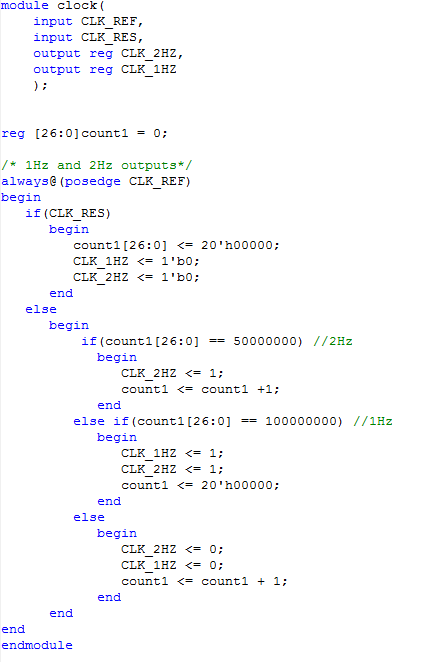 module clock(
    input CLK_REF,
    input CLK_RES,
    output reg CLK_2HZ,
    output reg CLK_1HZ
    );
reg [26:0]count1 = 0;
/* 1Hz and 2Hz outputs*/
always@(posedge CLK_REF)
begin
   if(CLK_RES)
      begin
         count1[26:0] <= 20'h00000;
         CLK_1HZ <= 1'b0;
         CLK_2HZ <= 1'b0;
      end
   else
      begin
          if(count1[26:0] == 50000000) //2Hz
            begin
               CLK_2HZ <= 1;
               count1 <= count1 +1;
            end
         else if(count1[26:0] == 100000000) //1Hz
            begin
               CLK_1HZ <= 1;
               CLK_2HZ <= 1;
               count1 <= 20'h00000;
            end
         else
            begin
               CLK_2HZ <= 0;
               CLK_1HZ <= 0;
               count1 <= count1 + 1;
            end
      end
end
endmodule